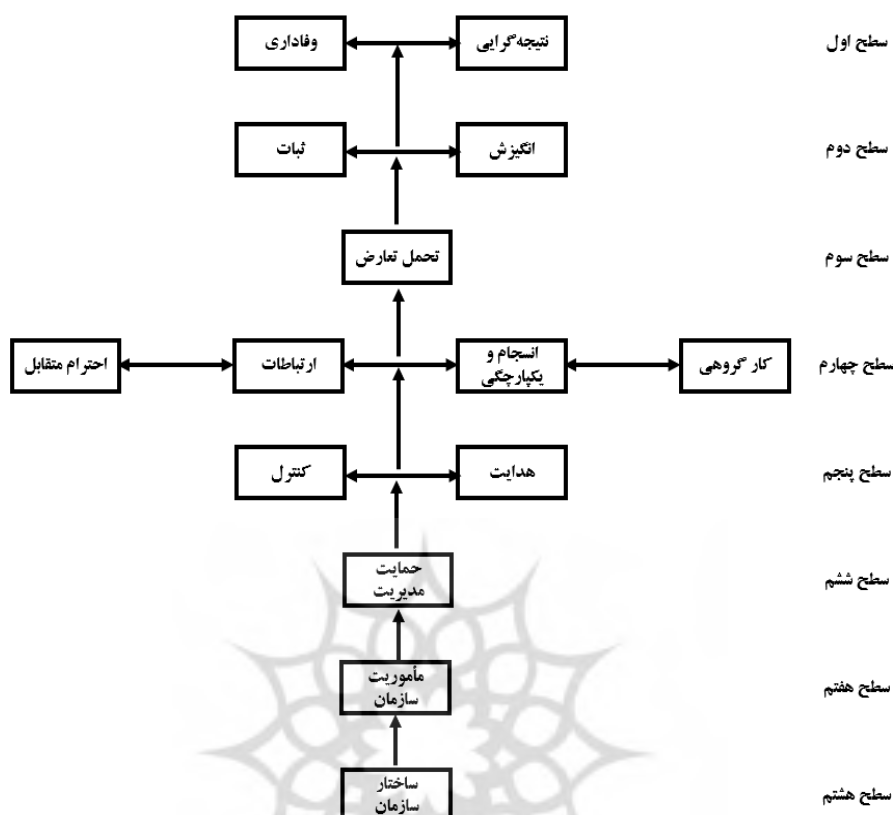 سطح اول
نتیجه‌گرایی
وفاداری
سطح دوم
انگیزش
ثبات
سطح سوم
تحمل تعارض
سطح چهارم
کار گروهی
انسجام و
یکپارچگی
ارتباطات
احترام متقابل
سطح پنجم
هدایت
کنترل
سطح ششم
حمایت
مدیریت
سطح هفتم
مأموریت
سازمان
سطح هشتم
ساختار
سازمان